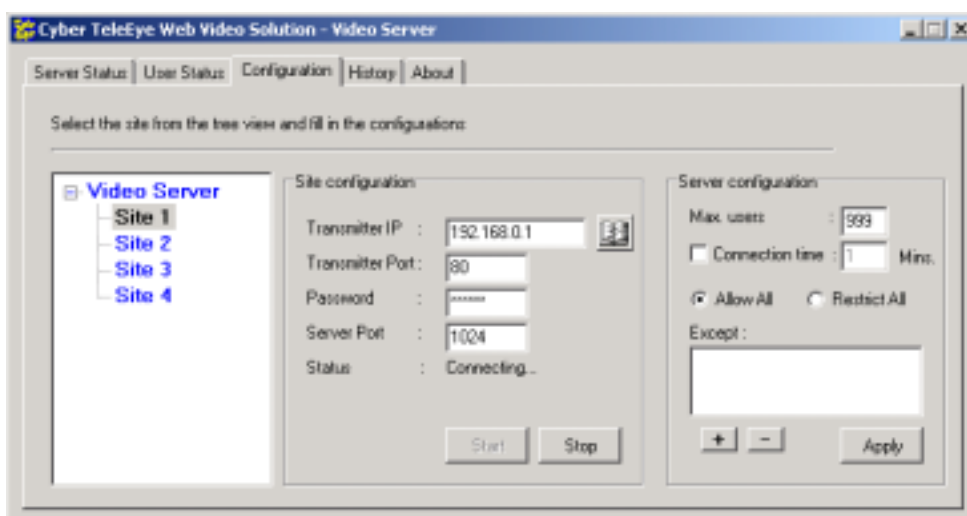 Cyber TeleEye Web Video Solution - Video Server
Server Status User Status Configuration History About
Select the site from the tree view and fill in the configurations
Video Server
Site 1
Site 2
Site 3
Site 4
Site configuration
Transmitter IP : 192.168.0.1
Transmitter Port : 80
Password : ******
Server Port : 1024
Status : Connecting...
Start Stop
Server configuration
Max. users : 999
Connection time : 1 Mins.
Allow All Restrict All
Except :
+ - Apply